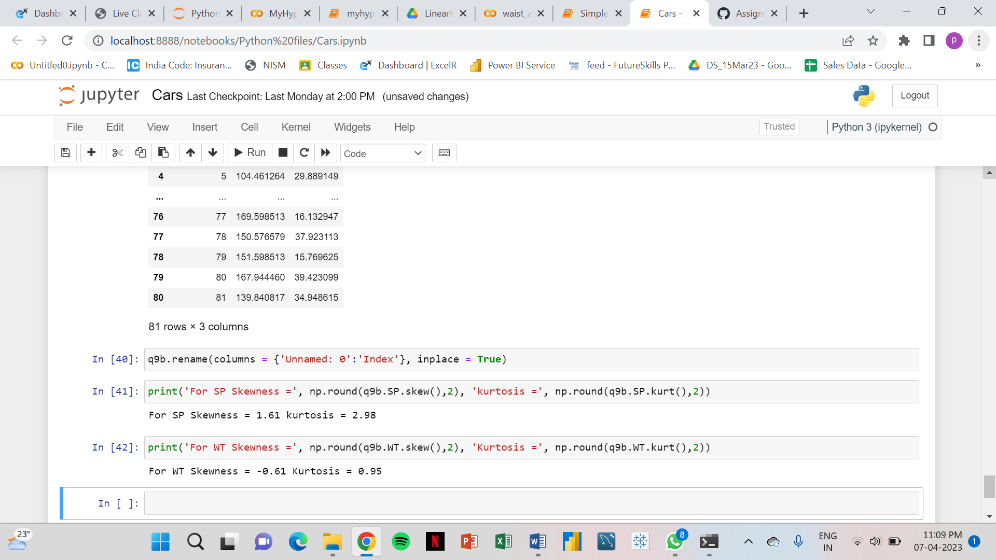 Dashbo
Live Cl
Python
MyHyp
myhyp
Linear
waist_
Simple
Cars -
Assign
localhost:8888/notebooks/Python%20files/Cars.ipynb
Untitled0.ipynb - C...
India Code: Insuran...
NISM
Classes
Dashboard | ExcelR
Power BI Service
feed - FutureSkills P...
DS_15Mar23 - Goo...
Sales Data - Google...
»
jupyter Cars Last Checkpoint: Last Monday at 2:00 PM (unsaved changes)
Logout
File Edit View Insert Cell Kernel Widgets Help
Trusted
Python 3 (ipykernel)
Run
Code
4 5 104.461264 29.889149
... ... ... ...
76 77 169.598513 16.132947
77 78 150.576579 37.923113
78 79 151.598513 15.769625
79 80 167.944460 39.423099
80 81 139.840817 34.948615
81 rows × 3 columns
In [40]: q9b.rename(columns = {'Unnamed: 0':'Index'}, inplace = True)
In [41]: print('For SP Skewness =', np.round(q9b.SP.skew(),2), 'kurtosis =', np.round(q9b.SP.kurt(),2))
For SP Skewness = 1.61 kurtosis = 2.98
In [42]: print('For WT Skewness =', np.round(q9b.WT.skew(),2), 'Kurtosis =', np.round(q9b.WT.kurt(),2))
For WT Skewness = -0.61 Kurtosis = 0.95
In [ ]:
23°
8
ENG
IN
11:09 PM
07-04-2023
1